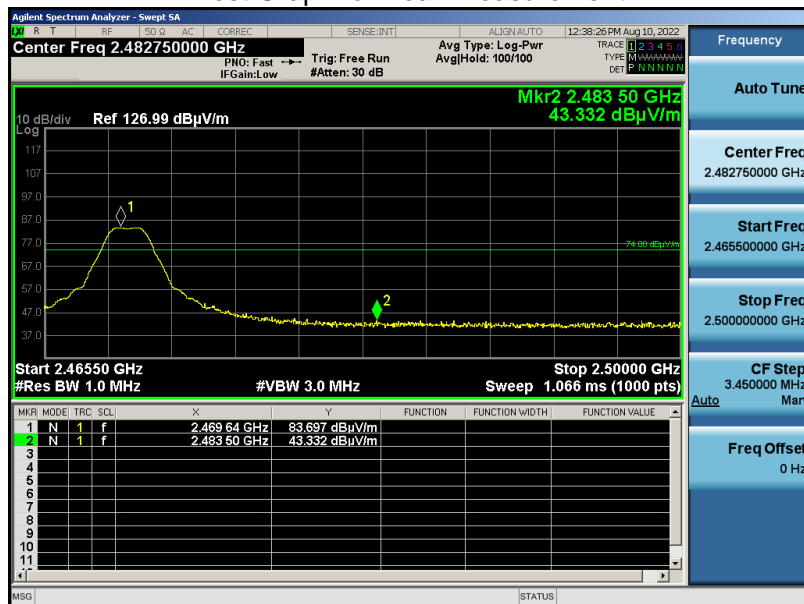 Agilent Spectrum Analyzer - Swept SA
R T RF 50 Ω AC CORREC SENSE:INT ALIGN AUTO 12:38:26 PM Aug 10, 2022
Center Freq 2.482750000 GHz
PNO: Fast
IFGain:Low
Trig: Free Run
#Atten: 30 dB
Avg Type: Log-Pwr
Avg|Hold: 100/100
TRACE 1 2 3 4 5 6
TYPE M
DET P N N N N N
Mkr2 2.483 50 GHz
43.332 dBµV/m
10 dB/div
Log
Ref 126.99 dBµV/m
117
107
97.0
87.0
77.0
67.0
57.0
47.0
37.0
1
2
74.00 dBµV/m
Start 2.46550 GHz
Stop 2.50000 GHz
#Res BW 1.0 MHz
#VBW 3.0 MHz
Sweep 1.066 ms (1000 pts)
MKR MODE TRC SCL X Y FUNCTION FUNCTION WIDTH FUNCTION VALUE
1 N 1 f 2.469 64 GHz 83.697 dBµV/m
2 N 1 f 2.483 50 GHz 43.332 dBµV/m
3
4
5
6
7
8
9
10
11
MSG
STATUS
Frequency
Auto Tune
Center Freq
2.482750000 GHz
Start Freq
2.465500000 GHz
Stop Freq
2.500000000 GHz
CF Step
3.450000 MHz
Auto Man
Freq Offset
0 Hz